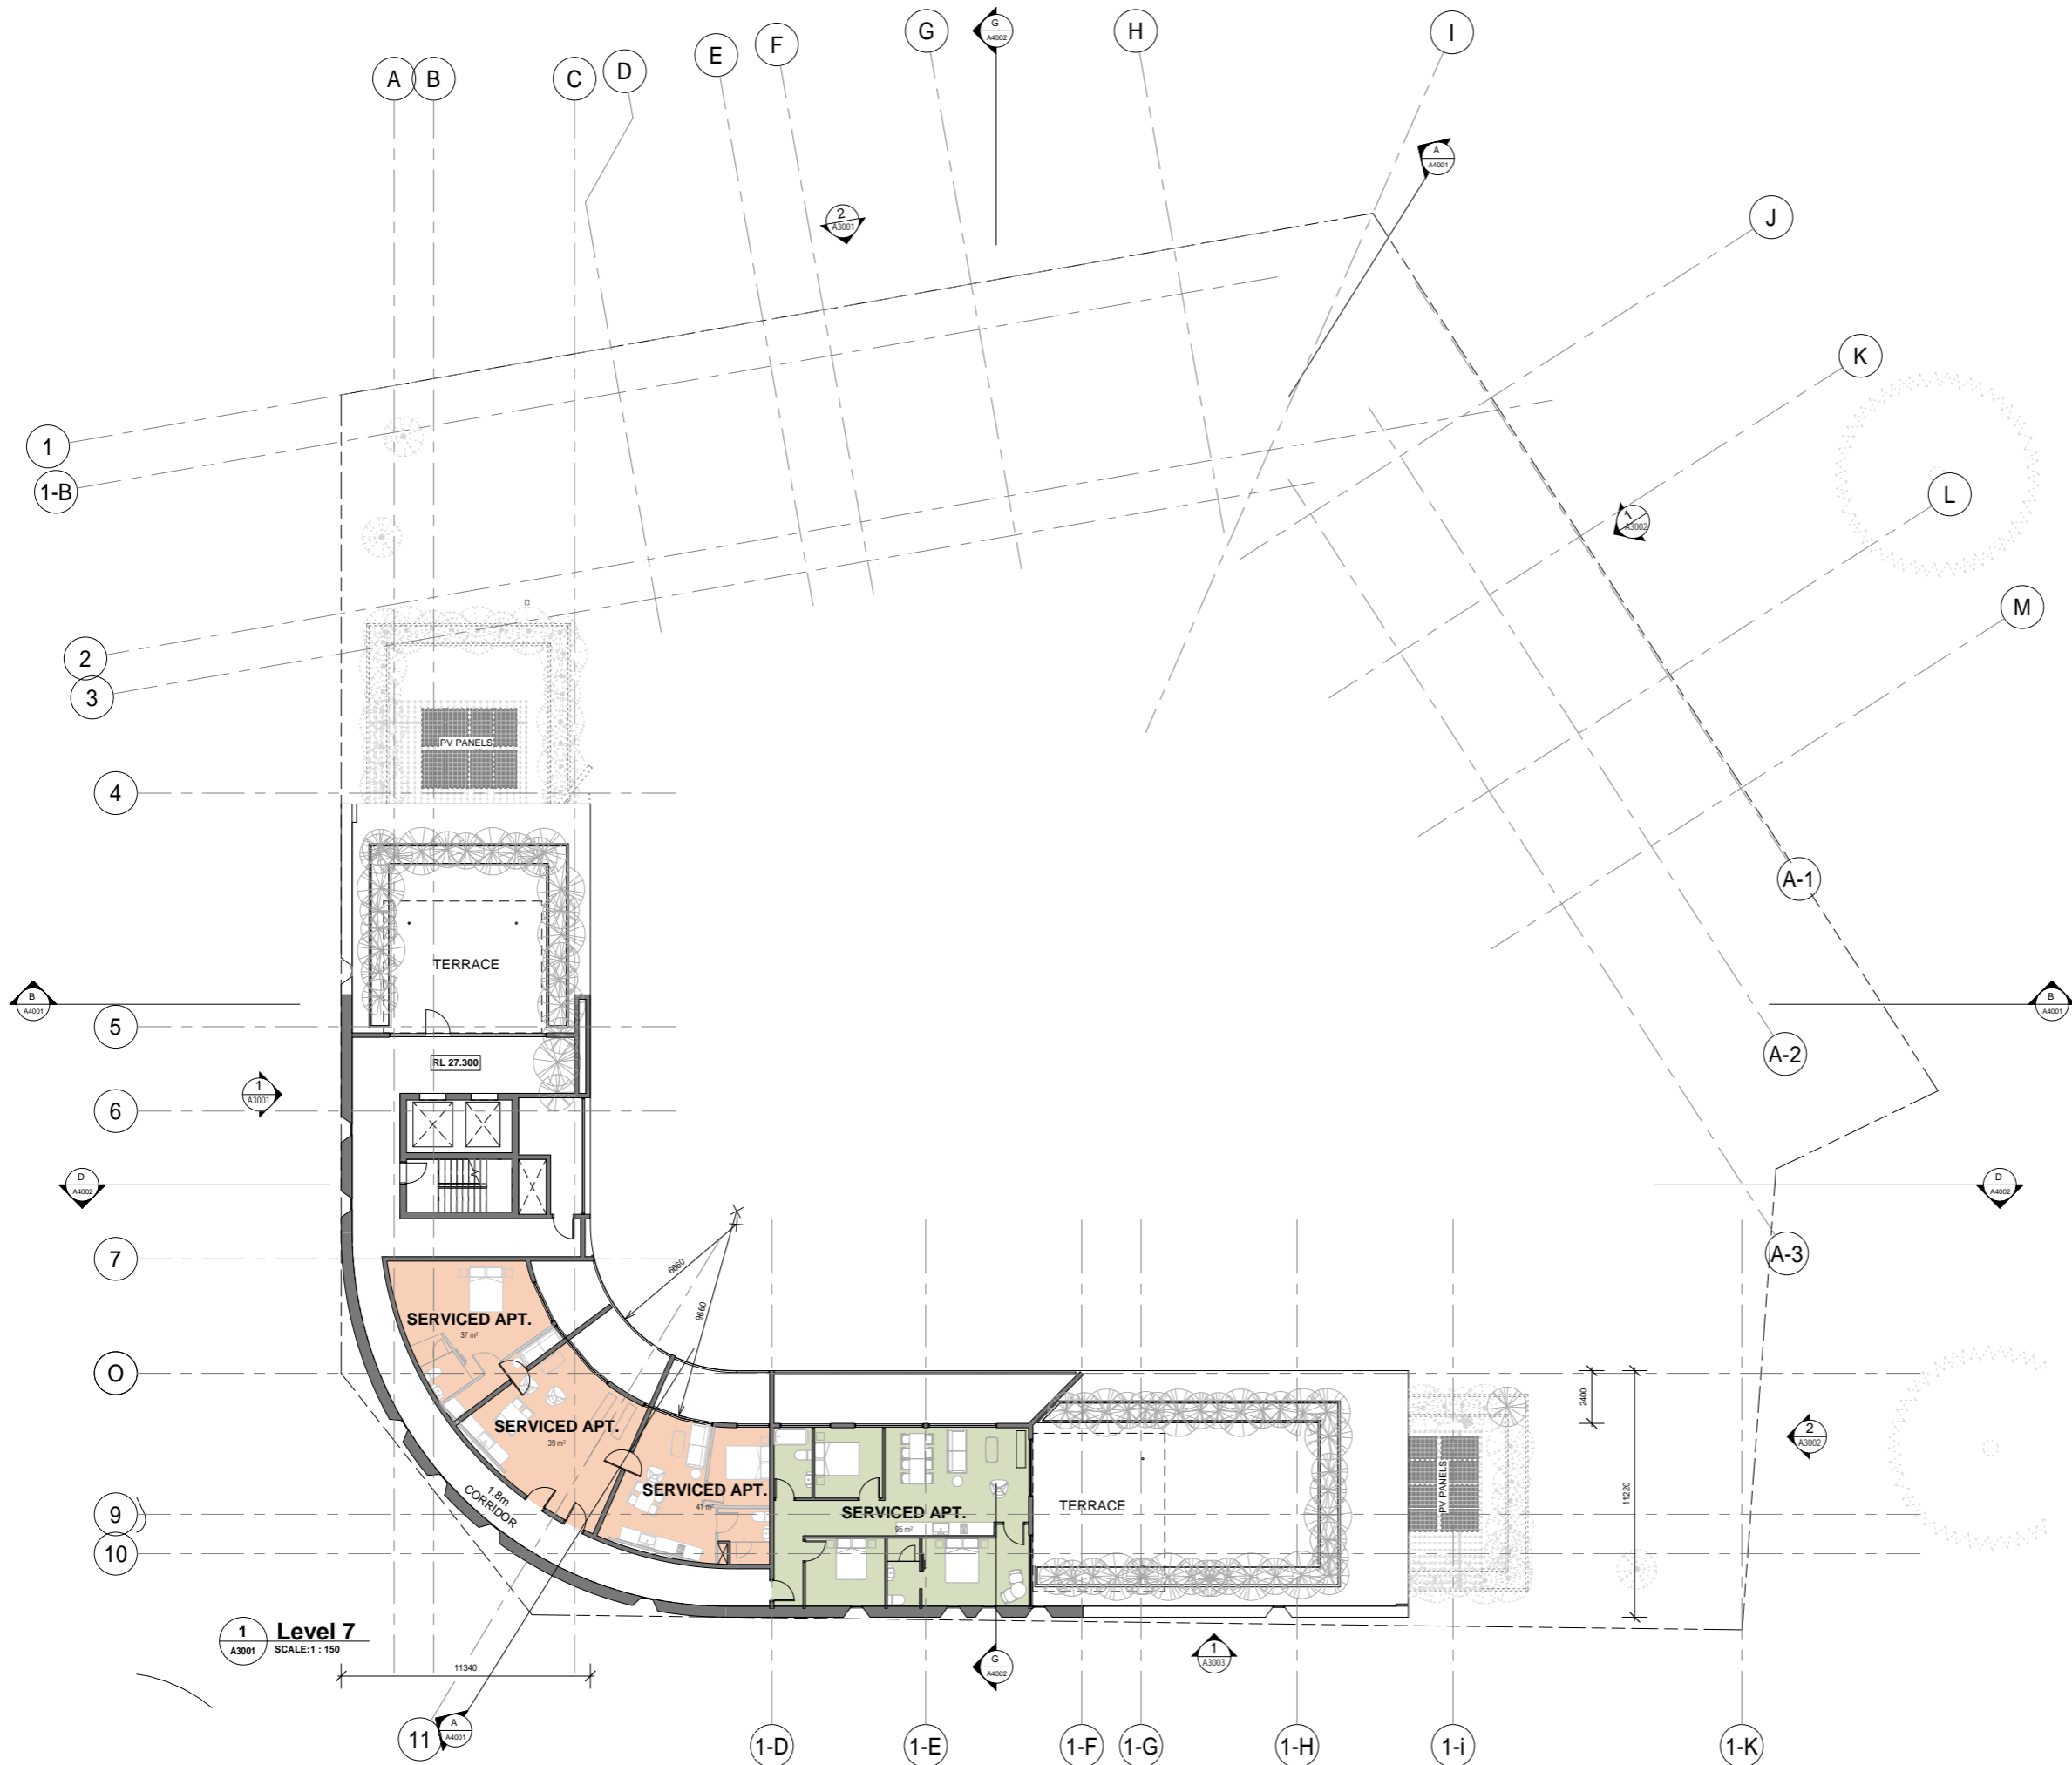 A
B
C
D
E
F
G
G
A4002
H
I
A
A4001
2
A3001
J
K
L
M
1
1-B
2
3
1
A3002
PV PANELS
4
A-1
TERRACE
B
A4001
B
A4001
5
RL 27.300
A-2
1
A3001
6
D
A4002
D
A4002
7
A-3
6660
9660
SERVICED APT.
37 m²
O
2400
11220
SERVICED APT.
39 m²
2
A3002
SERVICED APT.
41 m²
SERVICED APT.
95 m²
TERRACE
PV PANELS
1.8m
CORRIDOR
9
10
1
A3001
Level 7
SCALE:1 : 150
11340
1
A3003
G
A4002
11
A
A4001
1-D
1-E
1-F
1-G
1-H
1-i
1-K